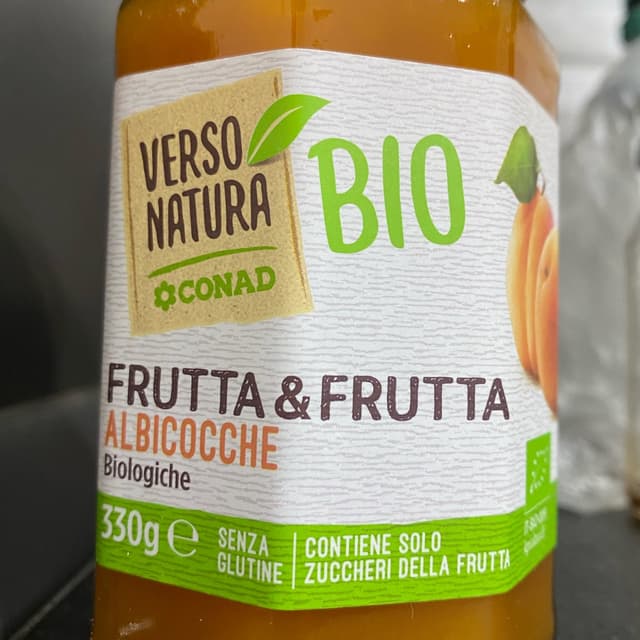 VERSO
NATURA
CONAD
BIO
FRUTTA & FRUTTA
ALBICOCCHE
Biologiche
330g ℮
SENZA
GLUTINE
CONTIENE SOLO
ZUCCHERI DELLA FRUTTA